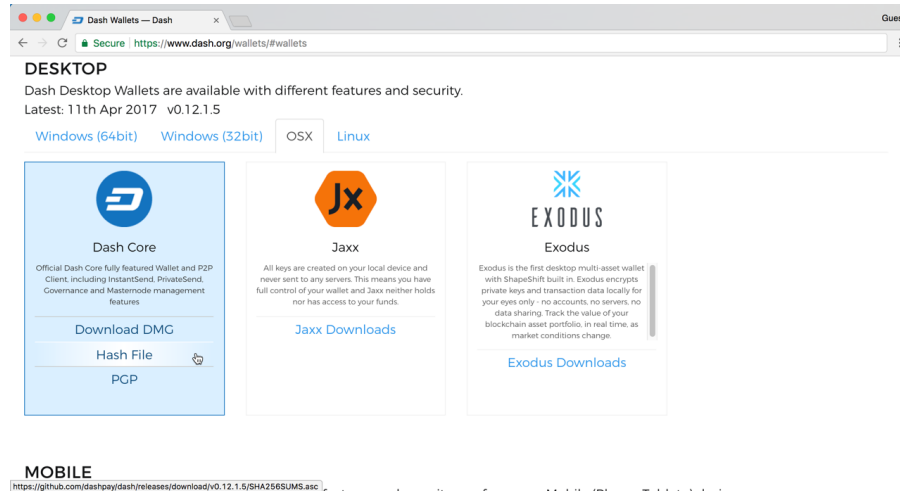 Dash Wallets — Dash
Gues
Secure https://www.dash.org/wallets/#wallets
DESKTOP
Dash Desktop Wallets are available with different features and security.
Latest: 11th Apr 2017 v0.12.1.5
Windows (64bit) Windows (32bit) OSX Linux
Dash Core
Official Dash Core fully featured Wallet and P2P
Client, including InstantSend, PrivateSend,
Governance and Masternode management
features
Download DMG
Hash File
PGP
Jx
Jaxx
All keys are created on your local device and
never sent to any servers. This means you have
full control of your wallet and Jaxx neither holds
nor has access to your funds.
Jaxx Downloads
EXODUS
Exodus
Exodus is the first desktop multi-asset wallet
with ShapeShift built in. Exodus encrypts
private keys and transaction data locally for
your eyes only - no accounts, no servers, no
data sharing. Track the value of your
blockchain asset portfolio, in real time, as
market conditions change.
Exodus Downloads
MOBILE
https://github.com/dashpay/dash/releases/download/v0.12.1.5/SHA256SUMS.asc